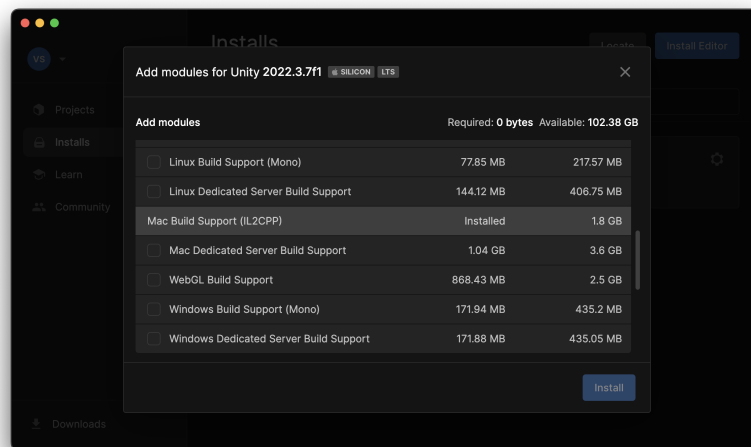 Installs
Locate
Install Editor
VS
Projects
Installs
Learn
Community
Downloads
Add modules for Unity 2022.3.7f1 SILICON LTS
Add modules Required: 0 bytes Available: 102.38 GB
Linux Build Support (Mono) 77.85 MB 217.57 MB
Linux Dedicated Server Build Support 144.12 MB 406.75 MB
Mac Build Support (IL2CPP) Installed 1.8 GB
Mac Dedicated Server Build Support 1.04 GB 3.6 GB
WebGL Build Support 868.43 MB 2.5 GB
Windows Build Support (Mono) 171.94 MB 435.2 MB
Windows Dedicated Server Build Support 171.88 MB 435.05 MB
Install